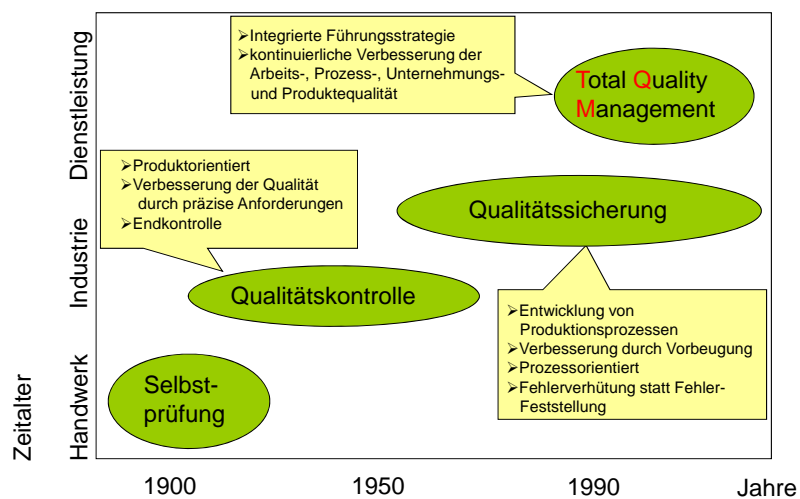 Dienstleistung
➢Integrierte Führungsstrategie
➢kontinuierliche Verbesserung der
Arbeits-, Prozess-, Unternehmungs-
und Produktequalität
Total Quality
Management
➢Produktorientiert
➢Verbesserung der Qualität
durch präzise Anforderungen
➢Endkontrolle
Industrie
Qualitätssicherung
Qualitätskontrolle
➢Entwicklung von
Produktionsprozessen
➢Verbesserung durch Vorbeugung
➢Prozessorientiert
➢Fehlerverhütung statt Fehler-
Feststellung
Zeitalter
Handwerk
Selbst-
prüfung
1900
1950
1990
Jahre